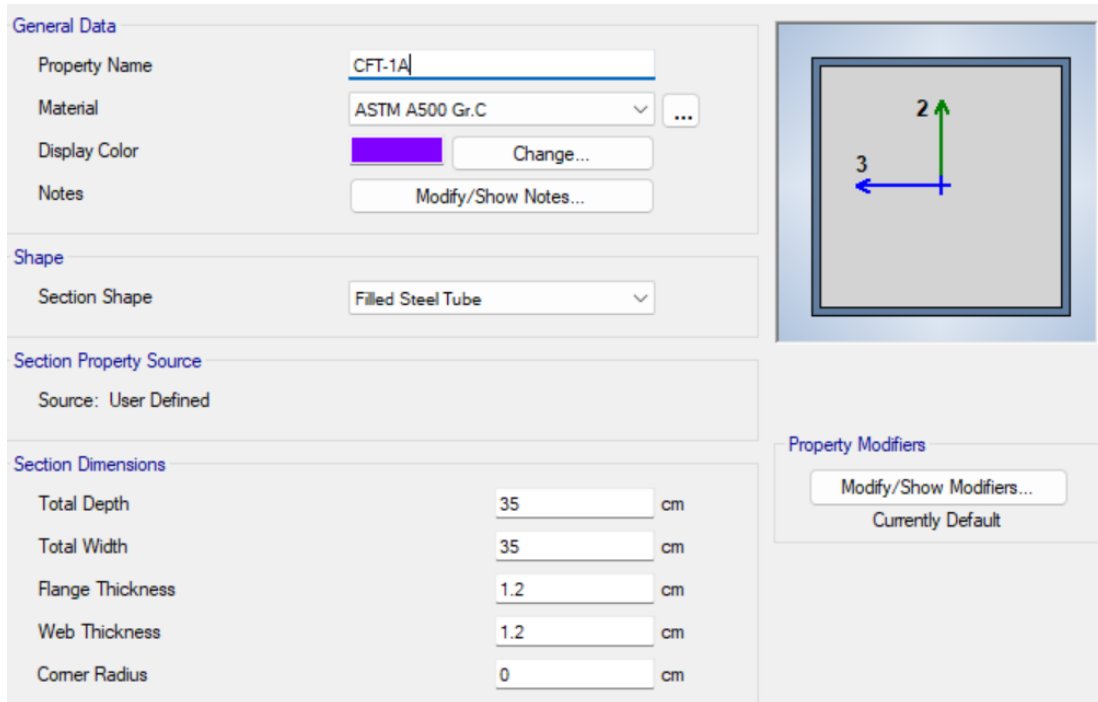 General Data
Property Name CFT-1A
Material ASTM A500 Gr.C ...
Display Color Change...
Notes Modify/Show Notes...
Shape
Section Shape Filled Steel Tube
Section Property Source
Source: User Defined
Section Dimensions
Total Depth 35 cm
Total Width 35 cm
Flange Thickness 1.2 cm
Web Thickness 1.2 cm
Corner Radius 0 cm
2
3
Property Modifiers
Modify/Show Modifiers...
Currently Default